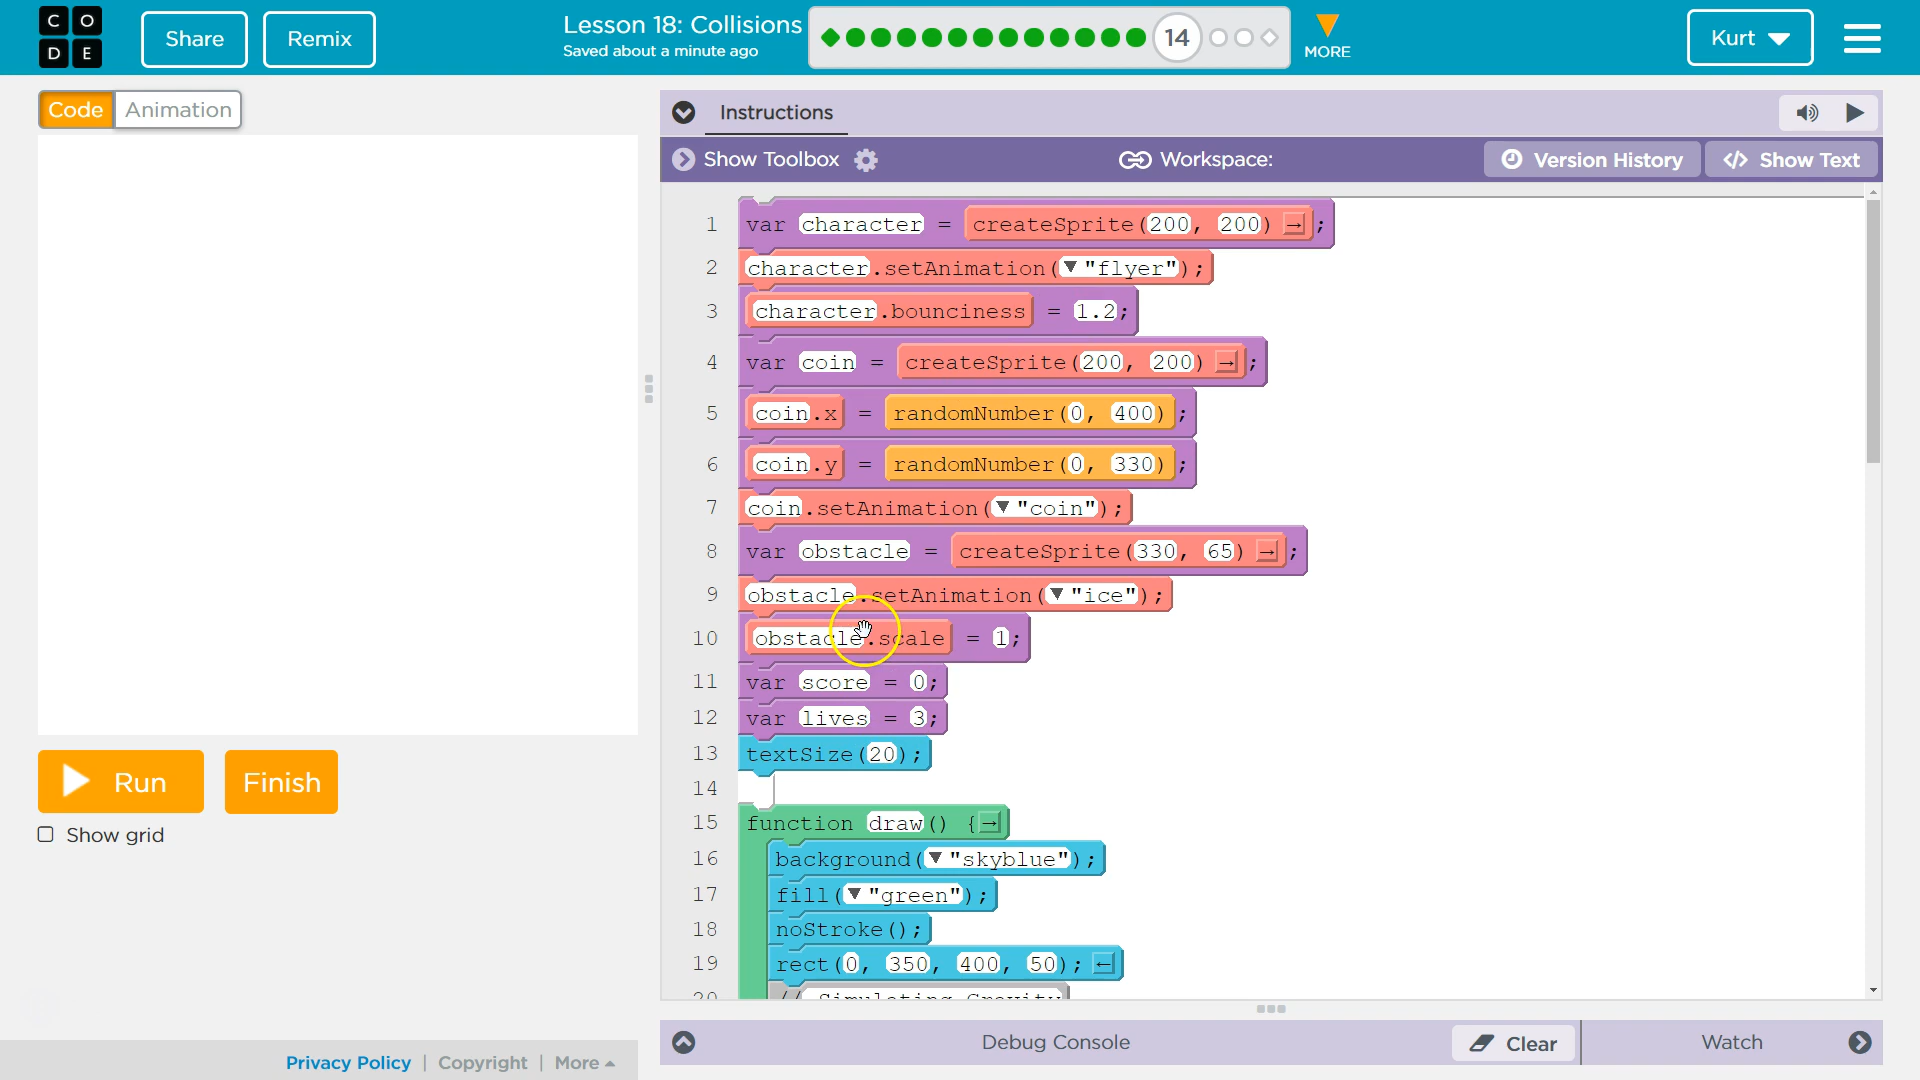 C O
D E
Share
Remix
Lesson 18: Collisions
Saved about a minute ago
14
MORE
Kurt
Code
Animation
Instructions
Show Toolbox
Workspace:
Version History
</> Show Text
1 var character = createSprite(200, 200) → ;
2 character.setAnimation(▼ "flyer");
3 character.bounciness = 1.2;
4 var coin = createSprite(200, 200) → ;
5 coin.x = randomNumber(0, 400) ;
6 coin.y = randomNumber(0, 330) ;
7 coin.setAnimation(▼ "coin");
8 var obstacle = createSprite(330, 65) → ;
9 obstacle.setAnimation(▼ "ice");
10 obstacle.scale = 1;
11 var score = 0;
12 var lives = 3;
13 textSize(20);
14
15 function draw() {→
16 background(▼ "skyblue");
17 fill(▼ "green");
18 noStroke();
19 rect(0, 350, 400, 50); ←
20 // Simulating Gravity
Run
Finish
Show grid
Debug Console
Clear
Watch
Privacy Policy | Copyright | More